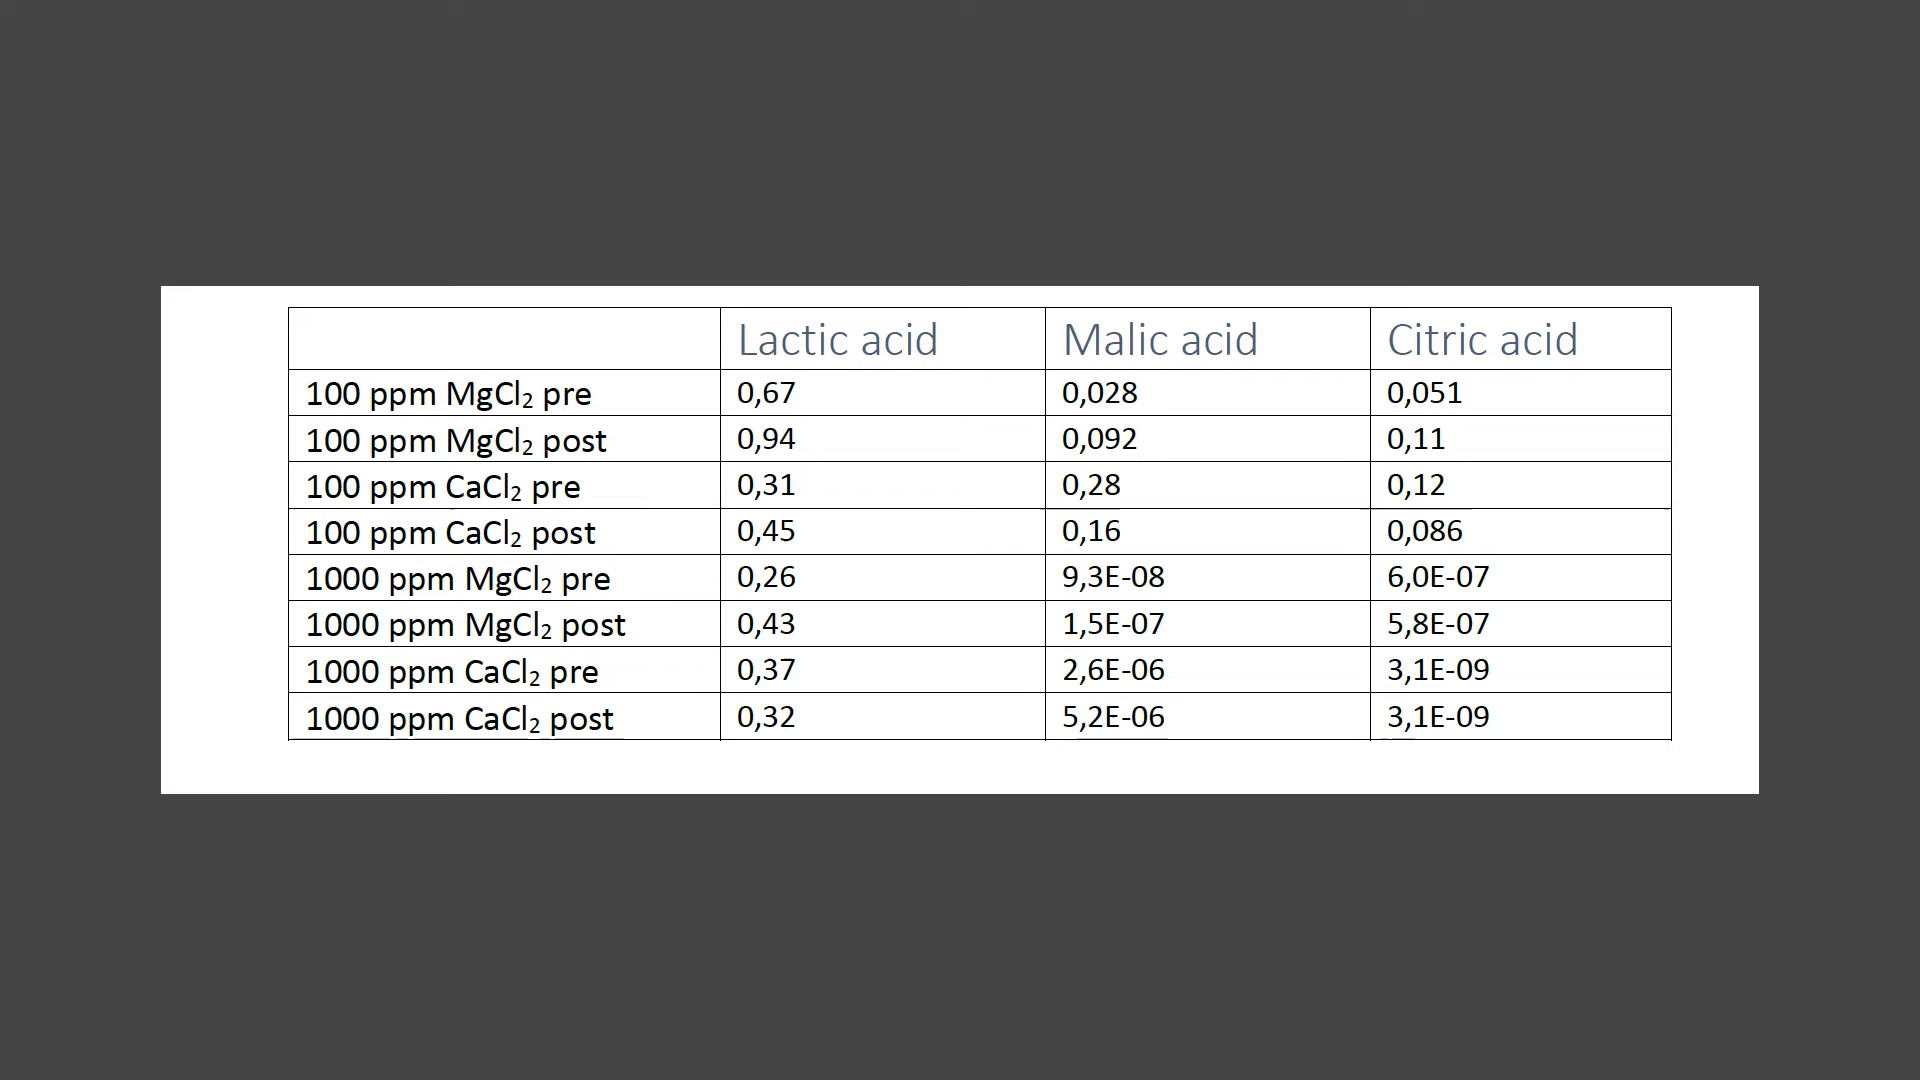 Lactic acid Malic acid Citric acid
100 ppm MgCl₂ pre 0,67 0,028 0,051
100 ppm MgCl₂ post 0,94 0,092 0,11
100 ppm CaCl₂ pre 0,31 0,28 0,12
100 ppm CaCl₂ post 0,45 0,16 0,086
1000 ppm MgCl₂ pre 0,26 9,3E-08 6,0E-07
1000 ppm MgCl₂ post 0,43 1,5E-07 5,8E-07
1000 ppm CaCl₂ pre 0,37 2,6E-06 3,1E-09
1000 ppm CaCl₂ post 0,32 5,2E-06 3,1E-09